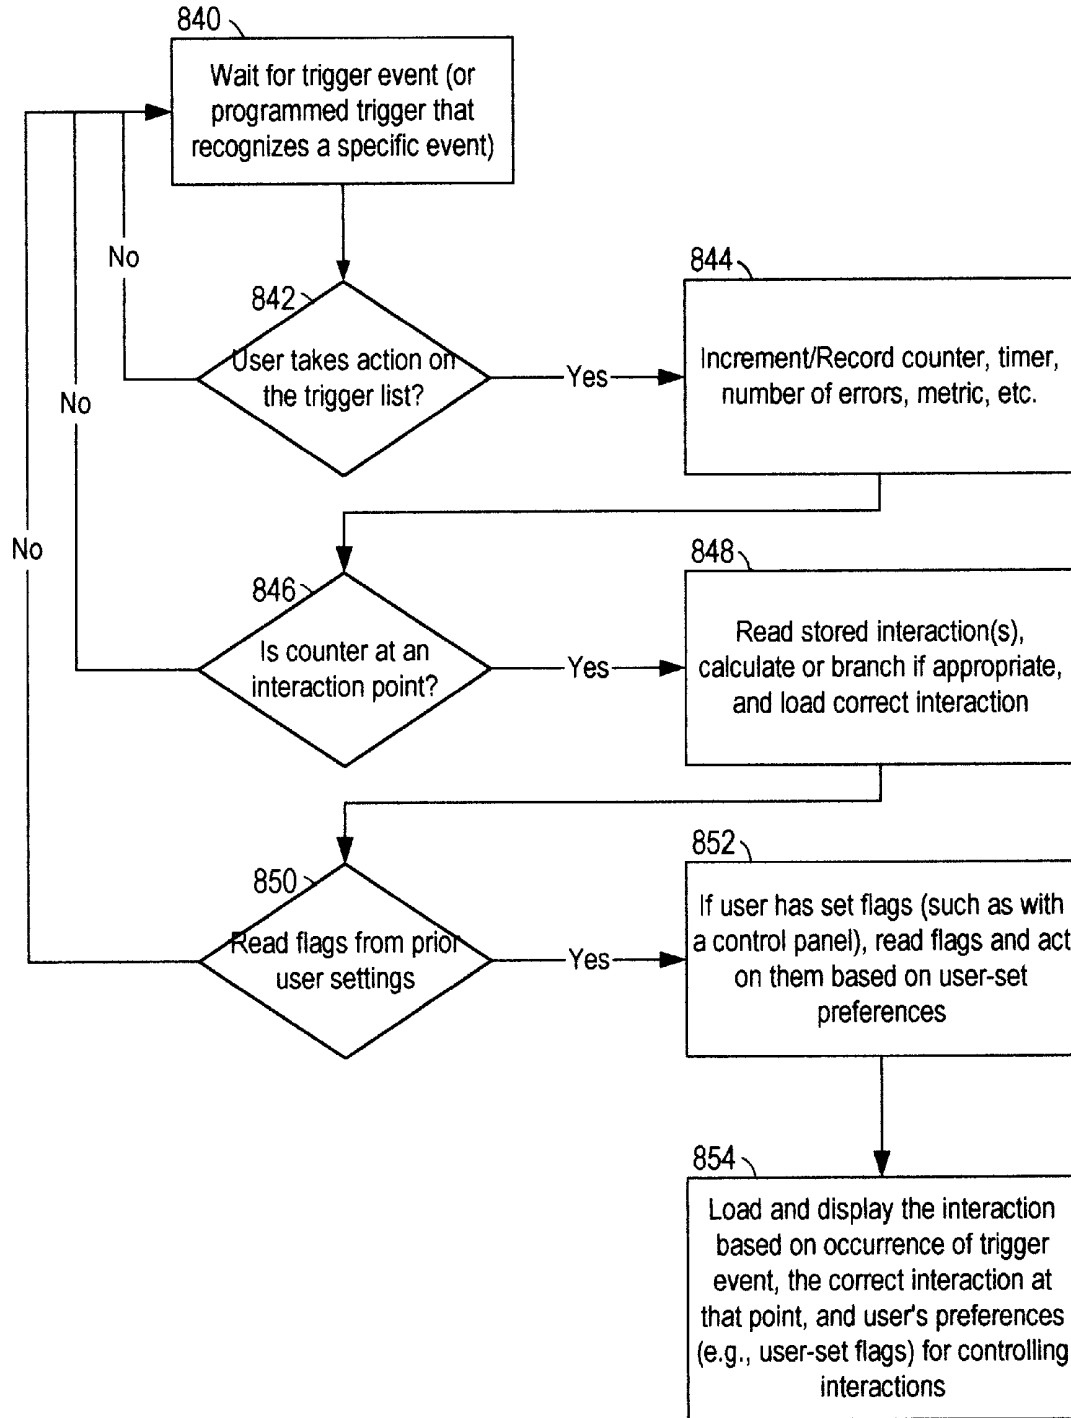 840
Wait for trigger event (or
programmed trigger that
recognizes a specific event)
No
842
User takes action on
the trigger list?
Yes
844
Increment/Record counter, timer,
number of errors, metric, etc.
No
846
Is counter at an
interaction point?
Yes
848
Read stored interaction(s),
calculate or branch if appropriate,
and load correct interaction
No
850
Read flags from prior
user settings
Yes
852
If user has set flags (such as with
a control panel), read flags and act
on them based on user-set
preferences
854
Load and display the interaction
based on occurrence of trigger
event, the correct interaction at
that point, and user's preferences
(e.g., user-set flags) for controlling
interactions